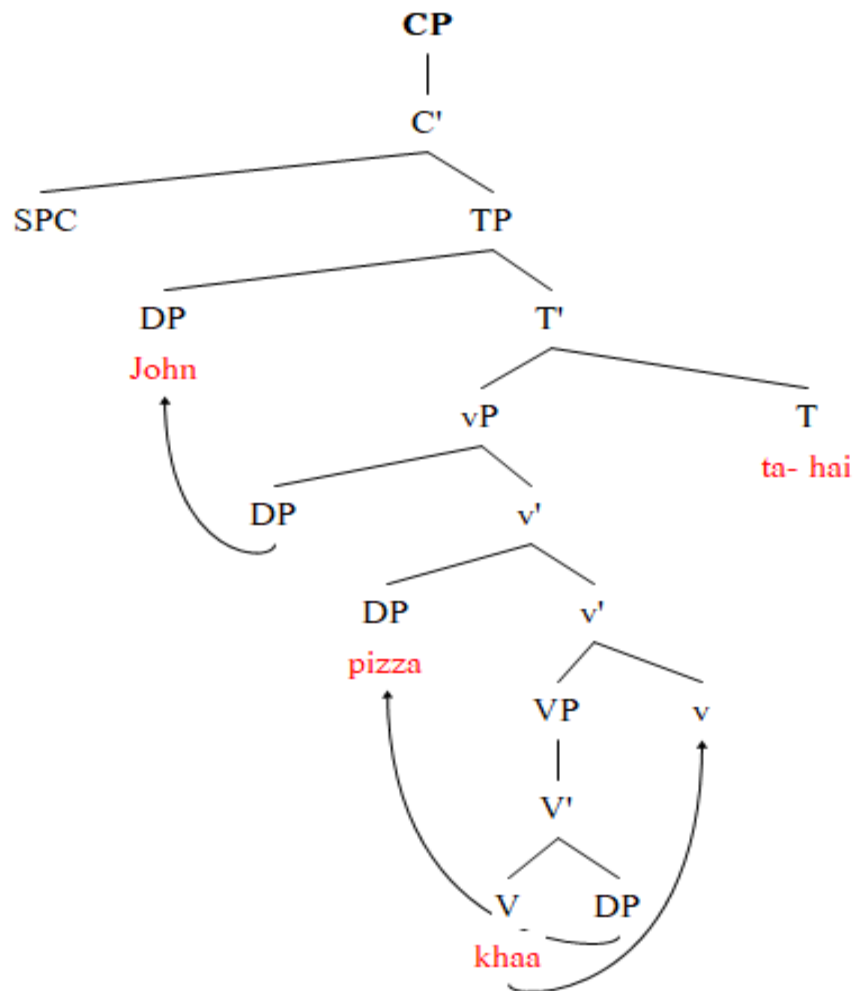 CP
C'
SPC TP
DP T'
John
vP T
ta- hai
DP v'
DP v'
pizza
VP v
V'
V DP
khaa